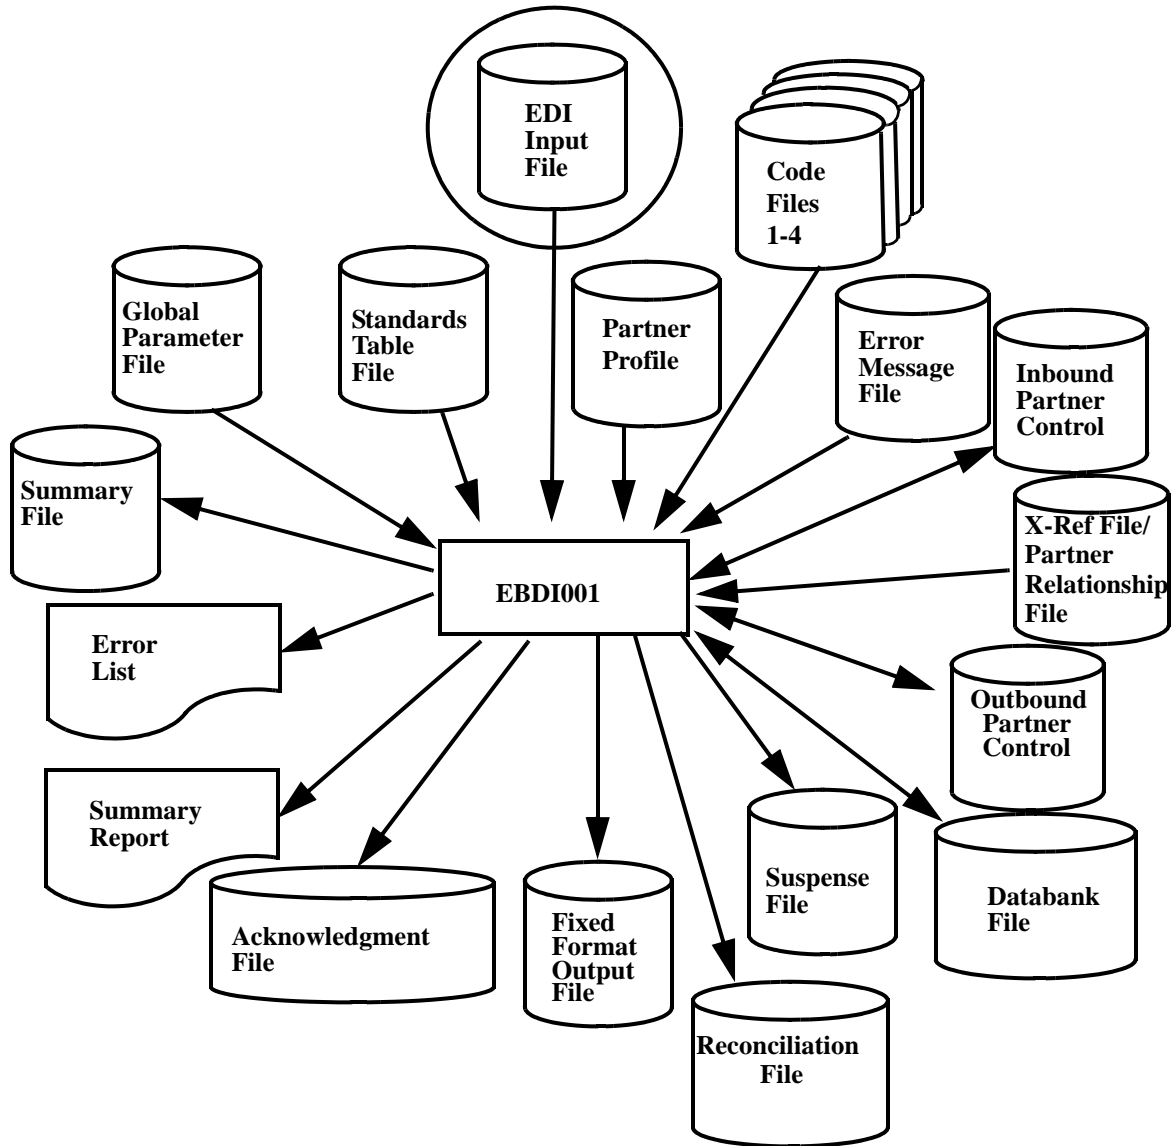 EDI
Input
File
Code
Files
1-4
Global
Parameter
File
Standards
Table
File
Partner
Profile
Error
Message
File
Inbound
Partner
Control
Summary
File
X-Ref File/
Partner
Relationship
File
EBDI001
Error
List
Outbound
Partner
Control
Summary
Report
Suspense
File
Databank
File
Acknowledgment
File
Fixed
Format
Output
File
Reconciliation
File